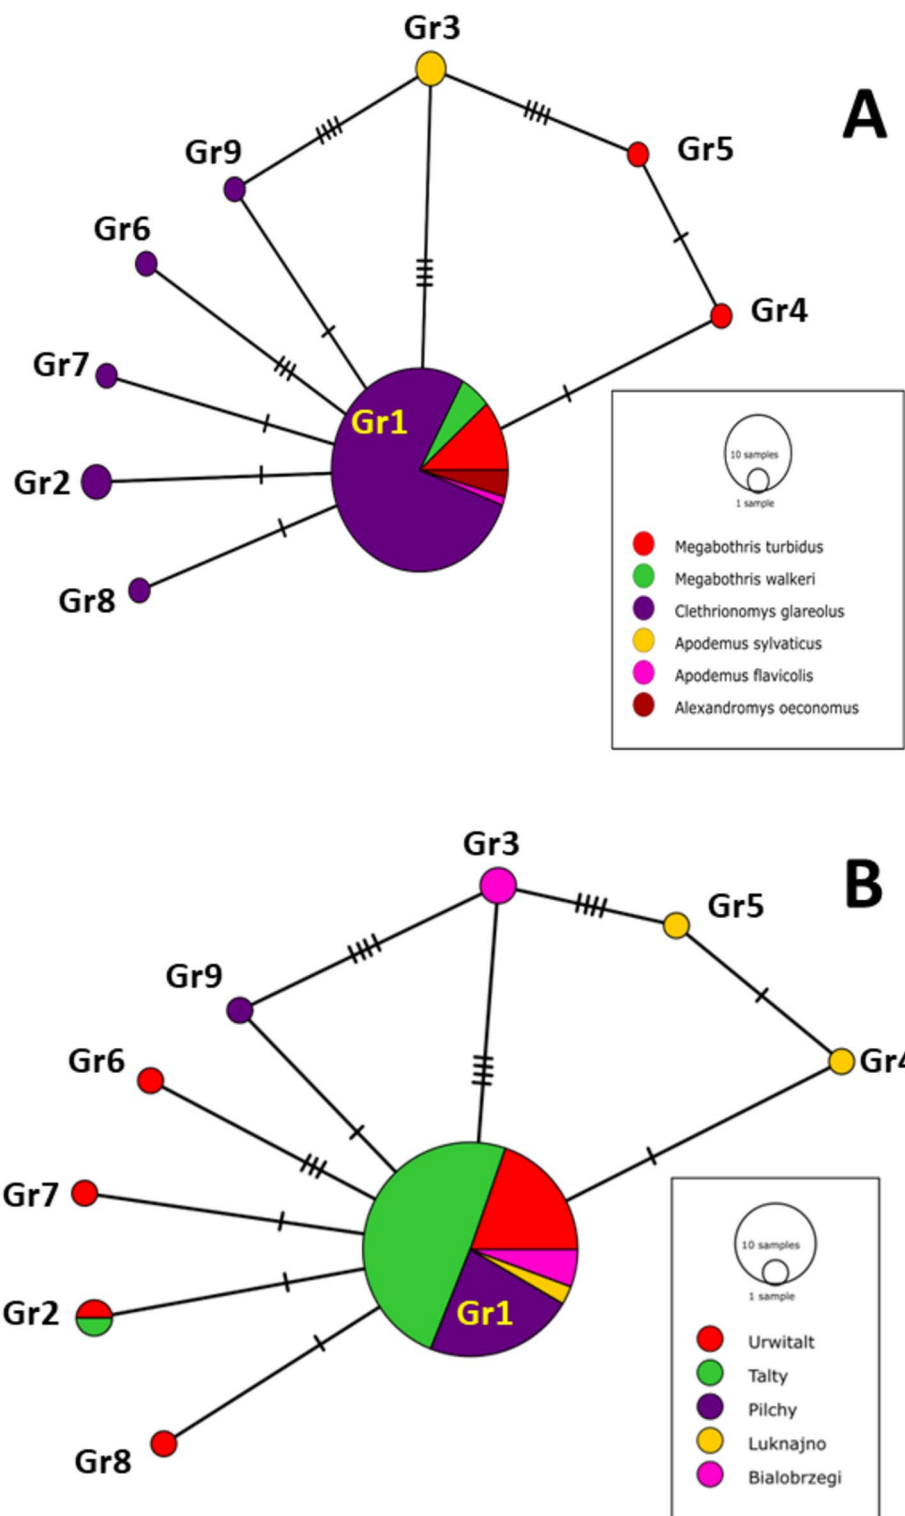 Gr3
A
Gr9
Gr5
Gr6
Gr4
Gr7
Gr1
Gr2
Gr8
10 samples
1 sample
Megabothris turbidus
Megabothris walkeri
Clethrionomys glareolus
Apodemus sylvaticus
Apodemus flavicolis
Alexandromys oeconomus
Gr3
B
Gr5
Gr9
Gr6
Gr4
Gr7
Gr2
Gr1
Gr8
10 samples
1 sample
Urwitalt
Talty
Pilchy
Luknajno
Bialobrzegi